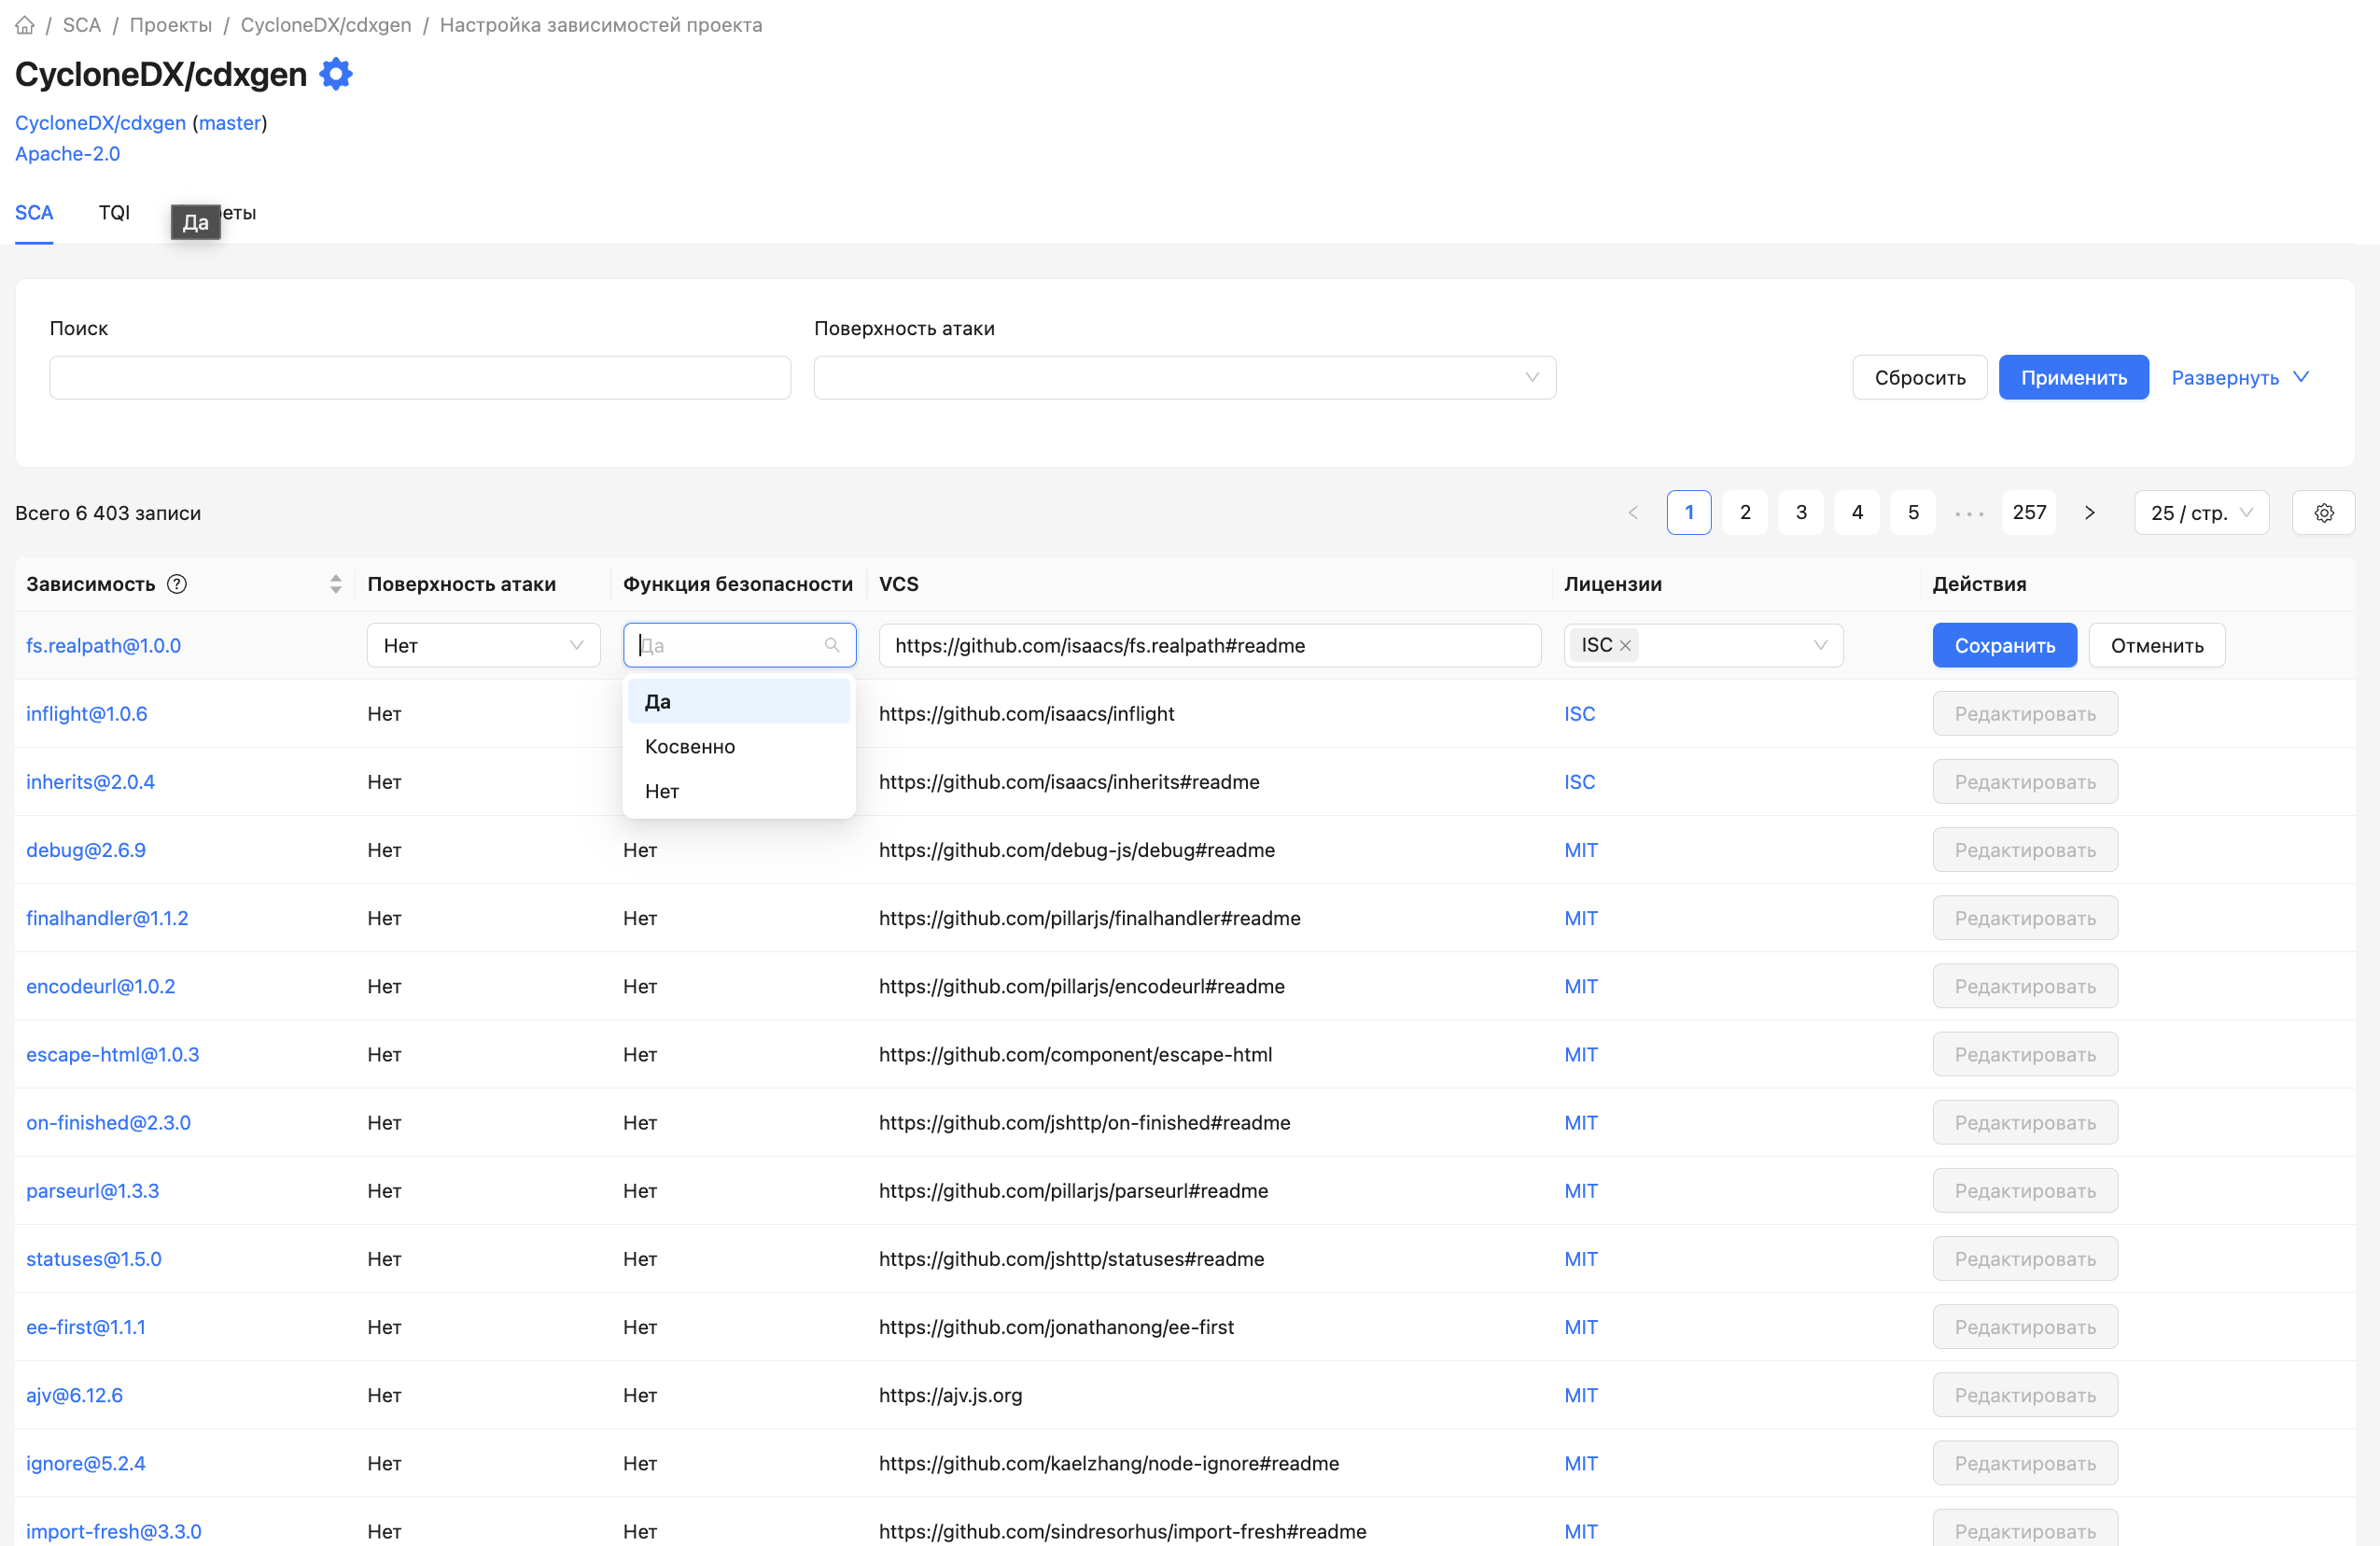 / SCA / Проекты / CycloneDX/cdxgen / Настройка зависимостей проекта
CycloneDX/cdxgen
CycloneDX/cdxgen (master)
Apache-2.0
SCA TQI Да
Поиск Поверхность атаки
Сбросить Применить Развернуть
Всего 6 403 записи 1 2 3 4 5 ••• 257 25 / стр.
Зависимость Поверхность атаки Функция безопасности VCS Лицензии Действия
fs.realpath@1.0.0 Нет Да https://github.com/isaacs/fs.realpath#readme ISC Сохранить Отменить
Да
Косвенно
Нет
inflight@1.0.6 Нет https://github.com/isaacs/inflight ISC Редактировать
inherits@2.0.4 Нет https://github.com/isaacs/inherits#readme ISC Редактировать
debug@2.6.9 Нет Нет https://github.com/debug-js/debug#readme MIT Редактировать
finalhandler@1.1.2 Нет Нет https://github.com/pillarjs/finalhandler#readme MIT Редактировать
encodeurl@1.0.2 Нет Нет https://github.com/pillarjs/encodeurl#readme MIT Редактировать
escape-html@1.0.3 Нет Нет https://github.com/component/escape-html MIT Редактировать
on-finished@2.3.0 Нет Нет https://github.com/jshttp/on-finished#readme MIT Редактировать
parseurl@1.3.3 Нет Нет https://github.com/pillarjs/parseurl#readme MIT Редактировать
statuses@1.5.0 Нет Нет https://github.com/jshttp/statuses#readme MIT Редактировать
ee-first@1.1.1 Нет Нет https://github.com/jonathanong/ee-first MIT Редактировать
ajv@6.12.6 Нет Нет https://ajv.js.org MIT Редактировать
ignore@5.2.4 Нет Нет https://github.com/kaelzhang/node-ignore#readme MIT Редактировать
import-fresh@3.3.0 Нет Нет https://github.com/sindresorhus/import-fresh#readme MIT Редактировать